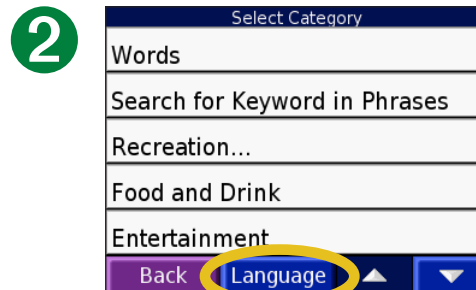 2
Select Category
Words
Search for Keyword in Phrases
Recreation...
Food and Drink
Entertainment
Back Language